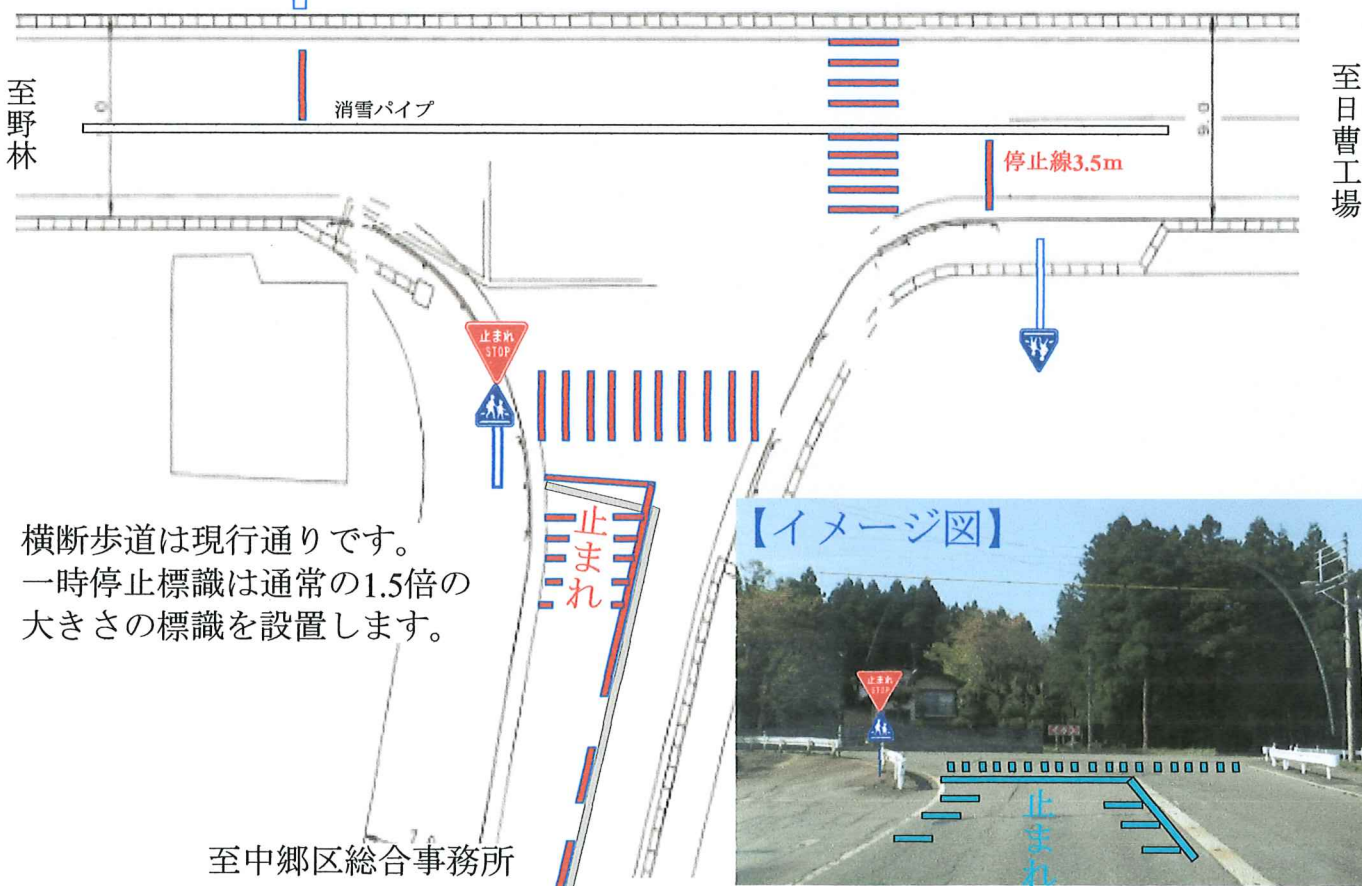 至野林
消雪パイプ
停止線3.5m
至日曹工場
9.0
止まれ
STOP
止まれ
横断歩道は現行通りです。
一時停止標識は通常の1.5倍の
大きさの標識を設置します。
至中郷区総合事務所
【イメージ図】
止まれ
STOP
止まれ